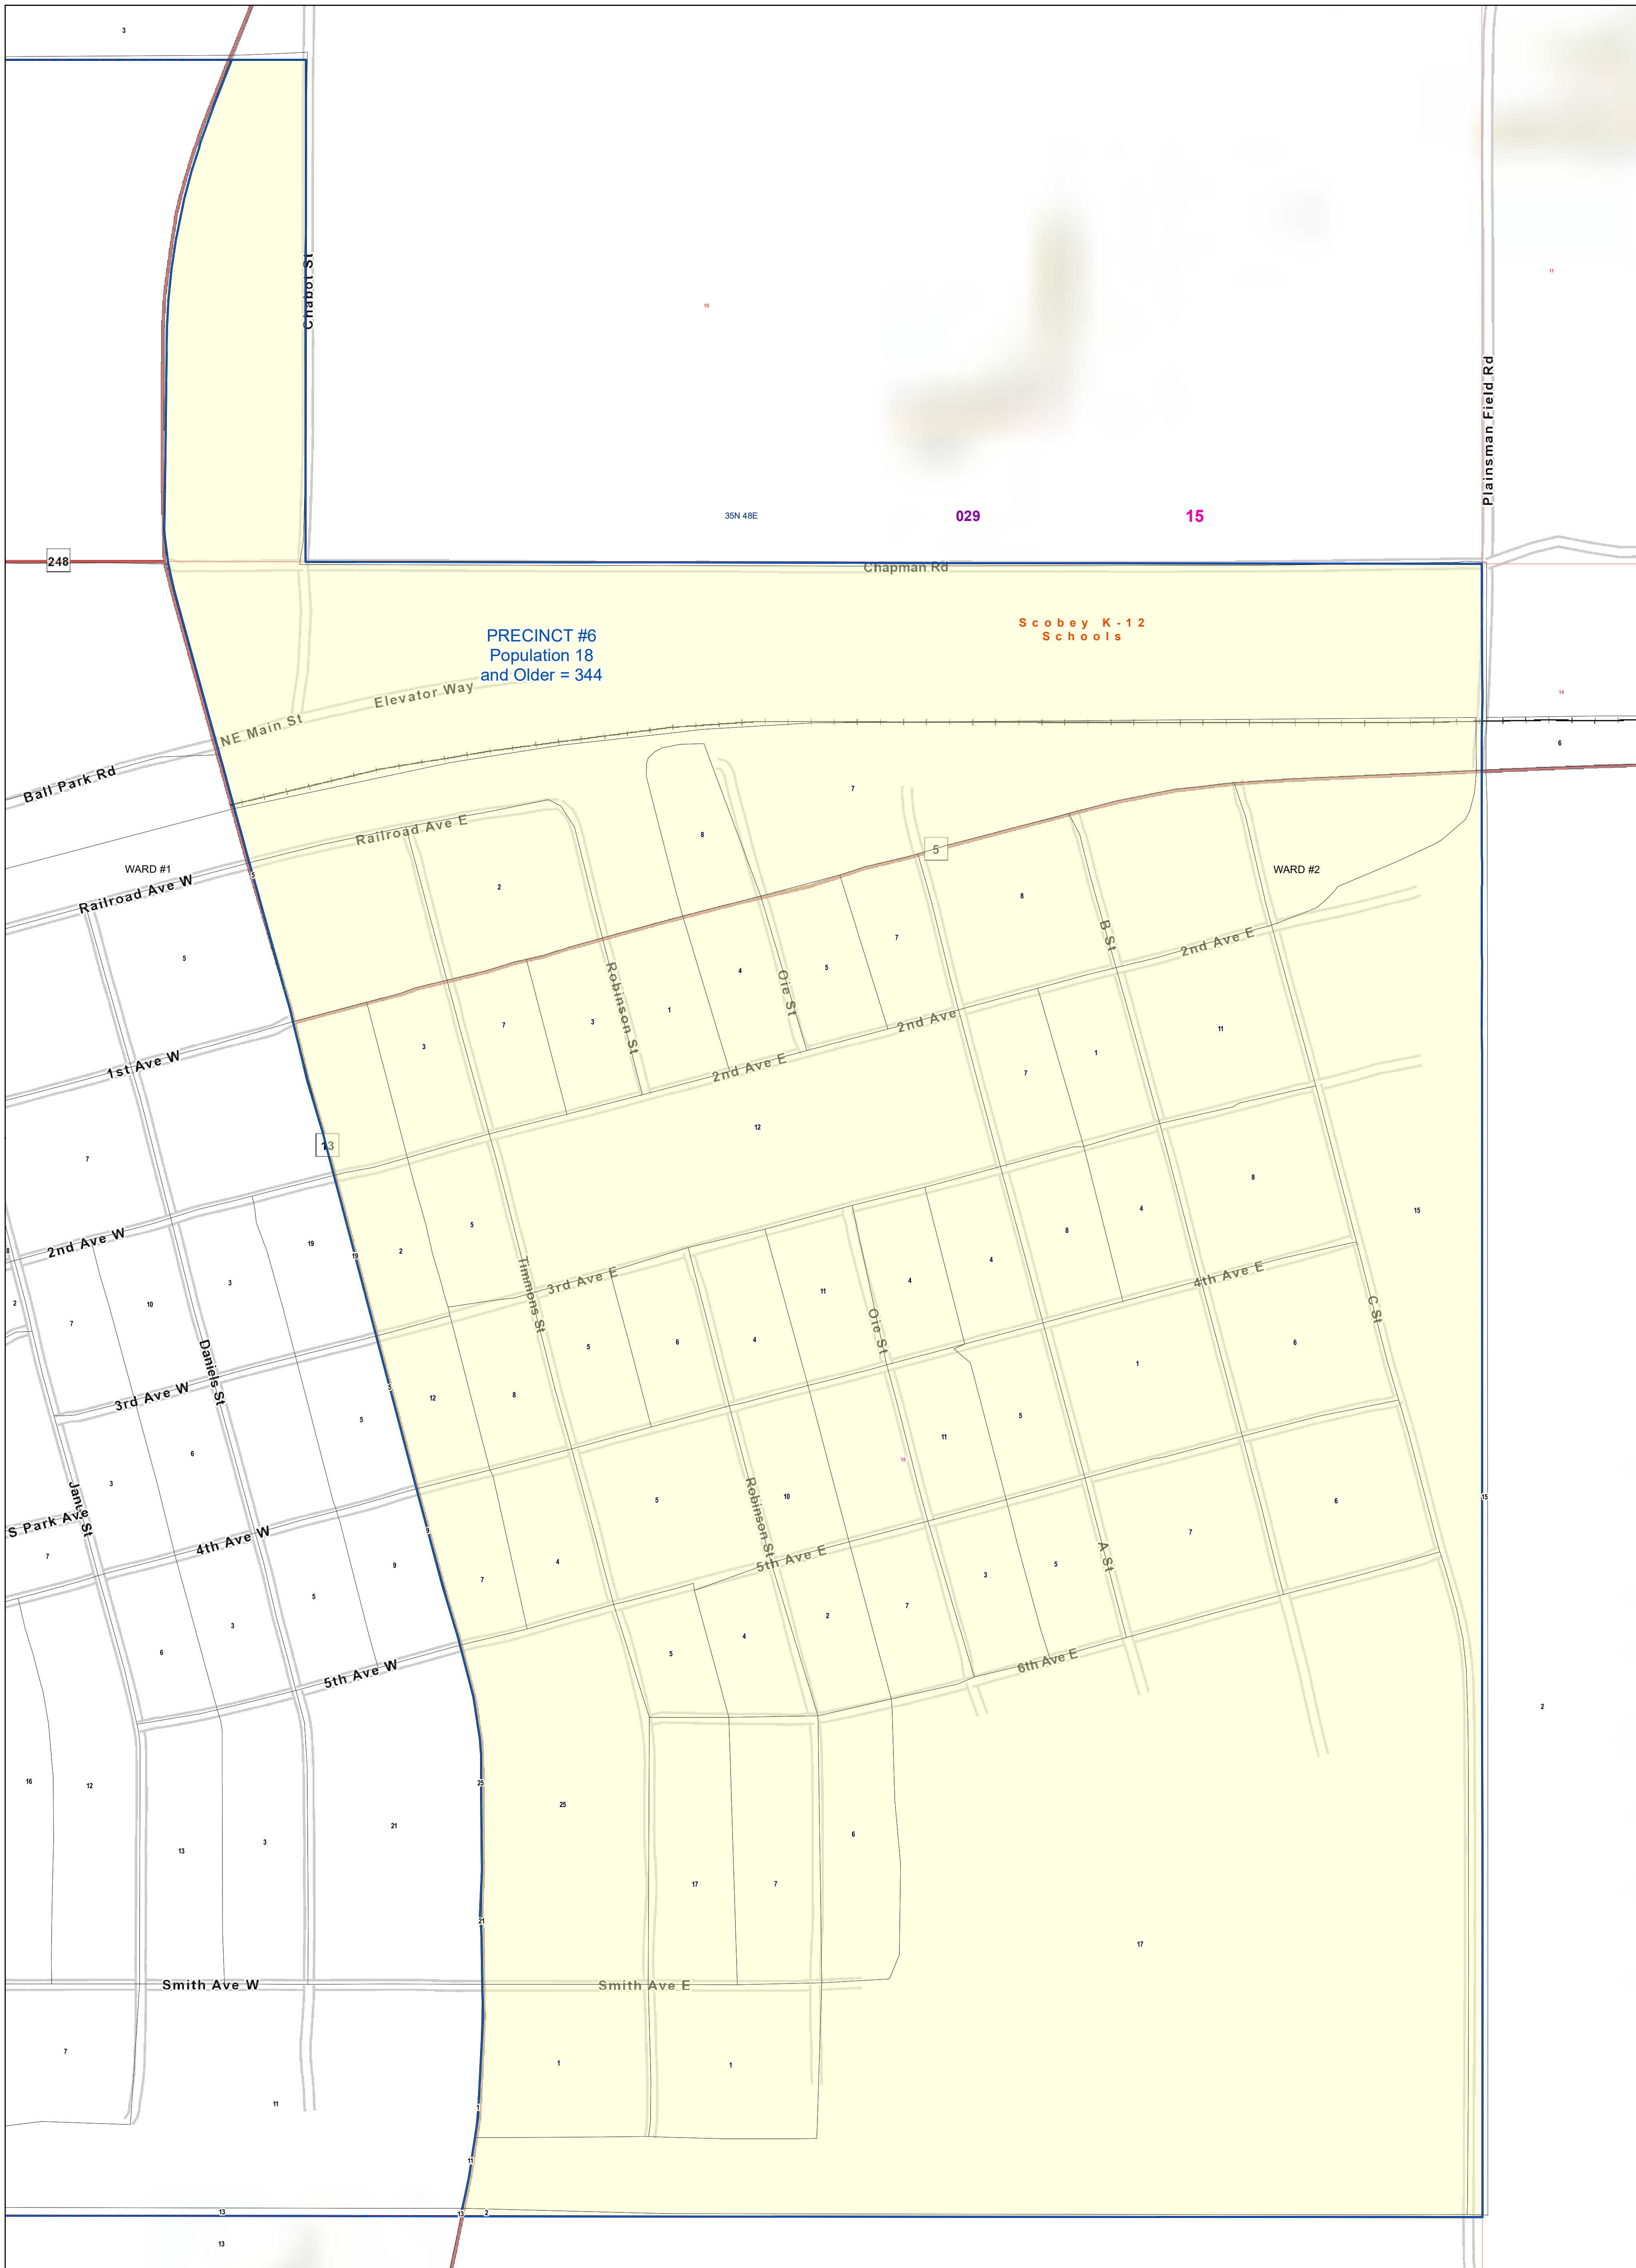 3
Chabot St
10
11
Plainsman Field Rd
35N 48E
029
15
248
Chapman Rd
PRECINCT #6
Population 18
and Older = 344
Scobey K-12
Schools
14
Elevator Way
NE Main St
6
Ball Park Rd
7
Railroad Ave E
8
5
WARD #1
WARD #2
5
Railroad Ave W
2
8
B St
7
2nd Ave E
5
5
4
Oie St
Robinson St
1
2nd Ave
3
7
11
3
1
1st Ave W
2nd Ave E
7
12
13
7
8
4
15
5
8
2nd Ave W
19
2
19
4
8
Timmons St
3rd Ave E
4th Ave E
3
4
11
2
10
7
C St
Oie St
4
6
6
5
Daniels St
1
5
8
12
3rd Ave W
5
5
5
11
6
15
3
10
15
5
6
Janue St
Robinson St
S Park Ave
9
7
4th Ave W
A St
7
5th Ave E
4
9
5
3
7
5
7
2
3
4
6
5
6th Ave E
5th Ave W
2
16
12
25
25
21
6
3
13
17
7
21
17
Smith Ave W
Smith Ave E
7
1
1
11
1
11
13
13
2
13